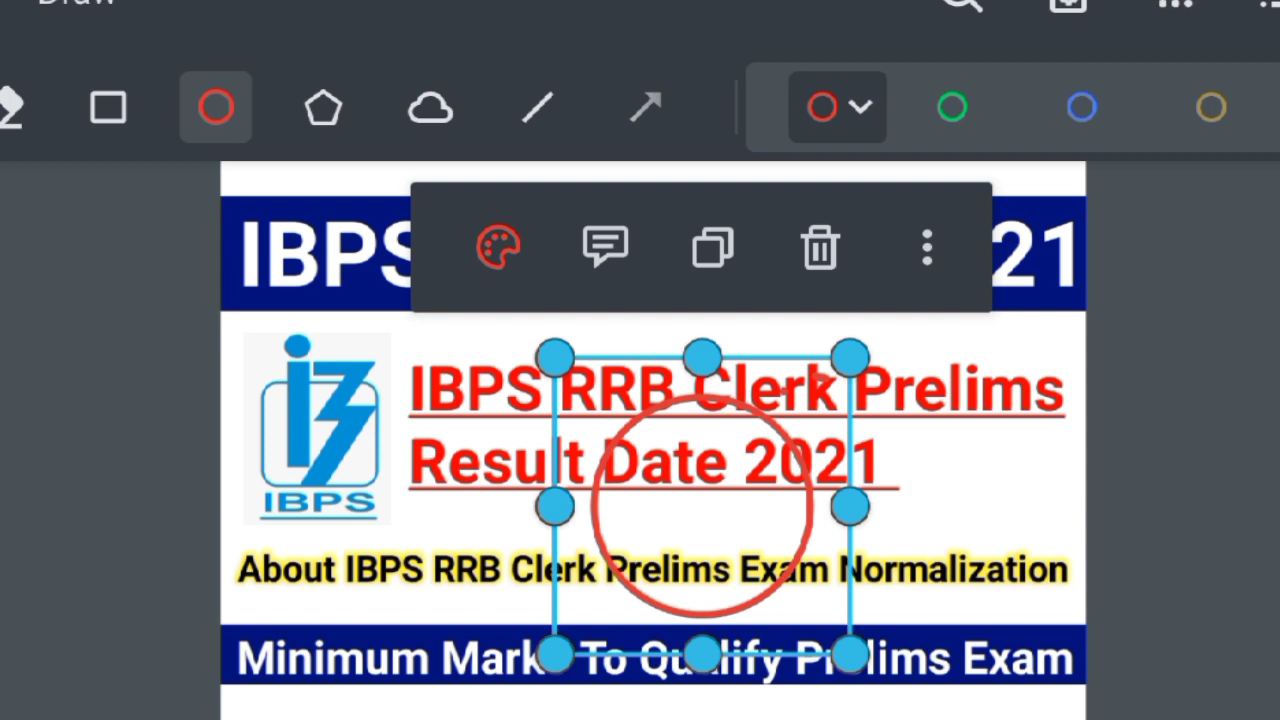 Draw
IBPS 21
IBPS RRB Clerk Prelims
Result Date 2021
IBPS
About IBPS RRB Clerk Prelims Exam Normalization
Minimum Marks To Qualify Prelims Exam